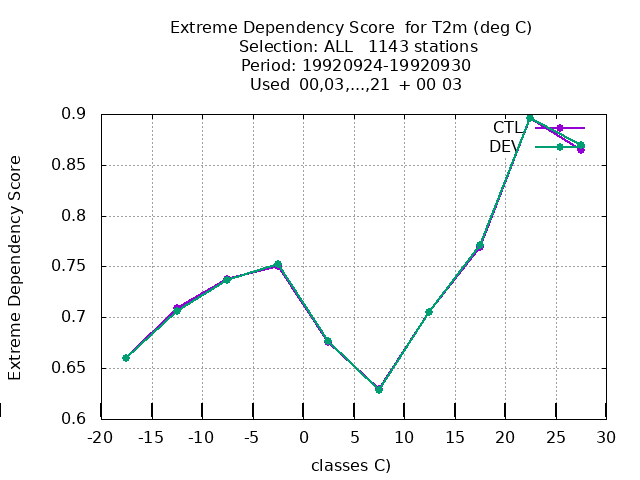 Extreme Dependency Score  for T2m (deg C)
Selection: ALL   1143 stations
Period: 19920924-19920930
Used  00,03,...,21  + 00 03
Extreme Dependency Score
0.9
0.85
0.8
0.75
0.7
0.65
0.6
CTL
DEV
-20 -15 -10 -5 0 5 10 15 20 25 30
classes C)